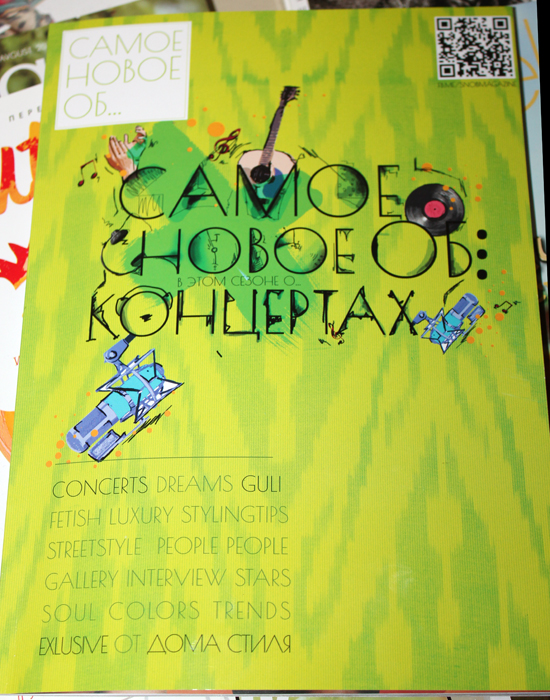 САМОЕ
НОВОЕ
ОБ...
САМОЕ
СНОВОЕ ОБ:
В ЭТОМ СЕЗОНЕ О...
КОНЦЕРТАХ
CONCERTS DREAMS GULI
FETISH LUXURY STYLINGTIPS
STREETSTYLE PEOPLE PEOPLE
GALLERY INTERVIEW STARS
SOUL COLORS TRENDS
EXLUSIVE ОТ ДОМА СТИЛЯ